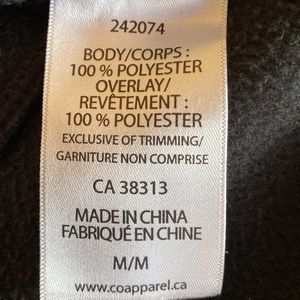 242074
BODY/CORPS :
100 % POLYESTER
OVERLAY/
REVÊTEMENT :
100 % POLYESTER
EXCLUSIVE OF TRIMMING/
GARNITURE NON COMPRISE
CA 38313
MADE IN CHINA
FABRIQUÉ EN CHINE
M/M
www.coapparel.ca